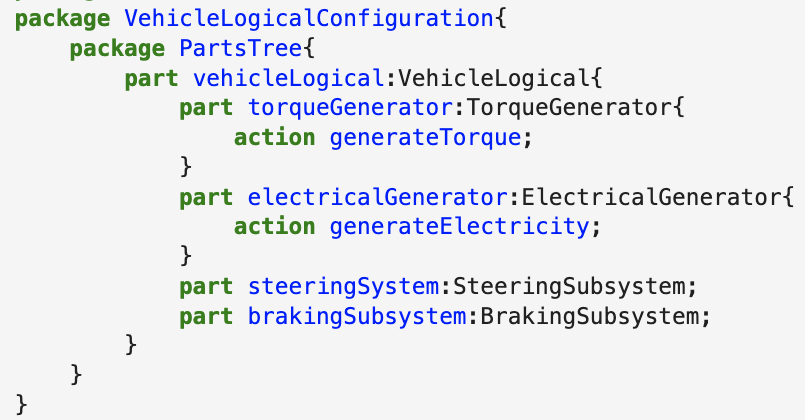 package VehicleLogicalConfiguration{
    package PartsTree{
        part vehicleLogical:VehicleLogical{
            part torqueGenerator:TorqueGenerator{
                action generateTorque;
            }
            part electricalGenerator:ElectricalGenerator{
                action generateElectricity;
            }
            part steeringSystem:SteeringSubsystem;
            part brakingSubsystem:BrakingSubsystem;
        }
    }
}